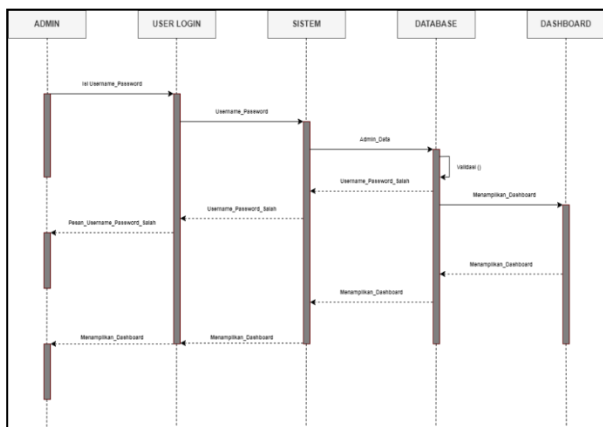 ADMIN
USER LOGIN
SISTEM
DATABASE
DASHBOARD
Isi Username_Password
Username_Password
Admin_Data
Validasi ()
Username_Password_Salah
Menampilkan_Dashboard
Username_Password_Salah
Pesan_Username_Password_Salah
Menampilkan_Dashboard
Menampilkan_Dashboard
Menampilkan_Dashboard
Menampilkan_Dashboard